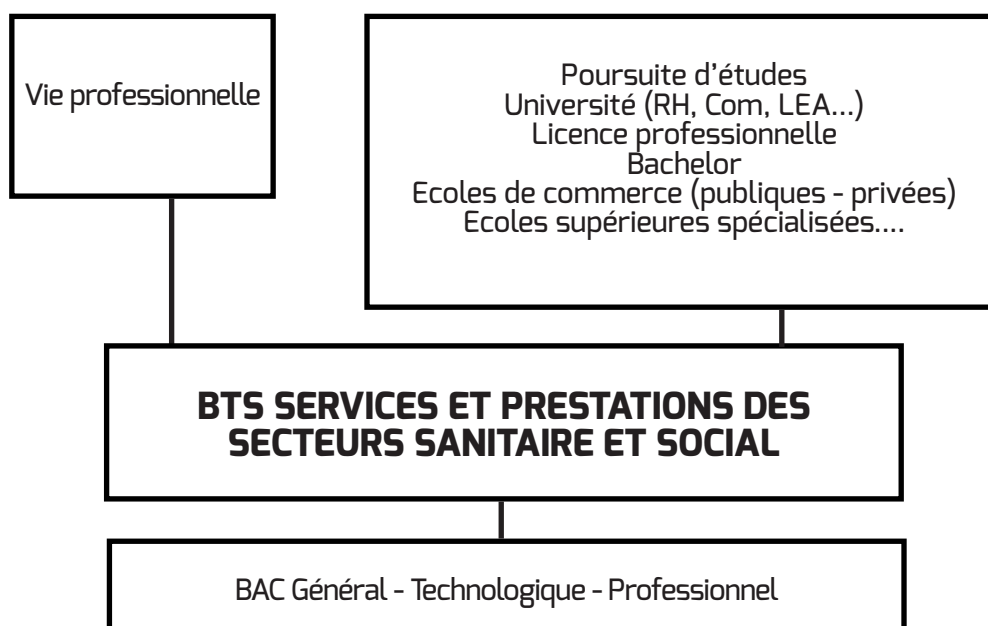 Vie professionnelle
Poursuite d’études
Université (RH, Com, LEA...)
Licence professionnelle
Bachelor
Ecoles de commerce (publiques - privées)
Ecoles supérieures spécialisées....
BTS SERVICES ET PRESTATIONS DES
SECTEURS SANITAIRE ET SOCIAL
BAC Général - Technologique - Professionnel